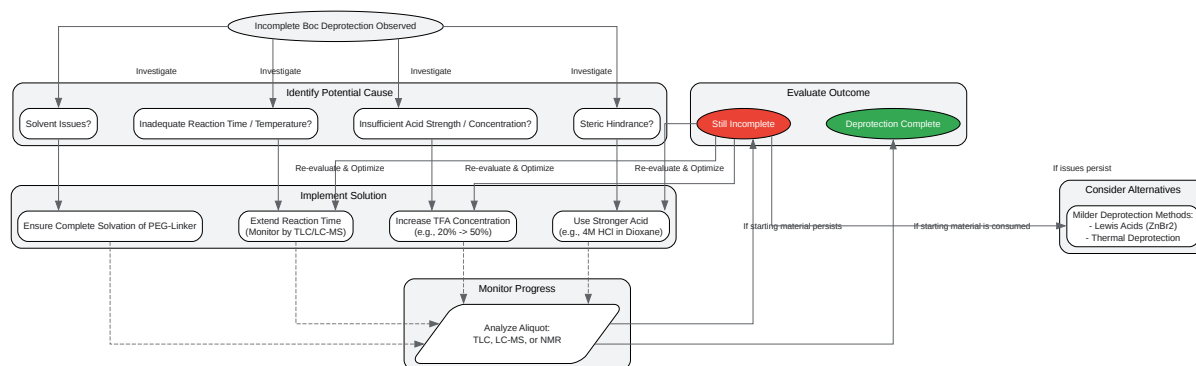 Incomplete Boc Deprotection Observed
Investigate
Investigate
Investigate
Investigate
Identify Potential Cause
Evaluate Outcome
Solvent Issues?
Inadequate Reaction Time / Temperature?
Insufficient Acid Strength / Concentration?
Steric Hindrance?
Still Incomplete
Deprotection Complete
Re-evaluate & Optimize
Re-evaluate & Optimize
Re-evaluate & Optimize
If issues persist
Implement Solution
Consider Alternatives
Ensure Complete Solvation of PEG-Linker
Extend Reaction Time
(Monitor by TLC/LC-MS)
Increase TFA Concentration
(e.g., 20% -> 50%)
Use Stronger Acid
(e.g., 4M HCl in Dioxane)
If starting material persists
If starting material is consumed
Milder Deprotection Methods:
- Lewis Acids (ZnBr2)
- Thermal Deprotection
Monitor Progress
Analyze Aliquot:
TLC, LC-MS, or NMR